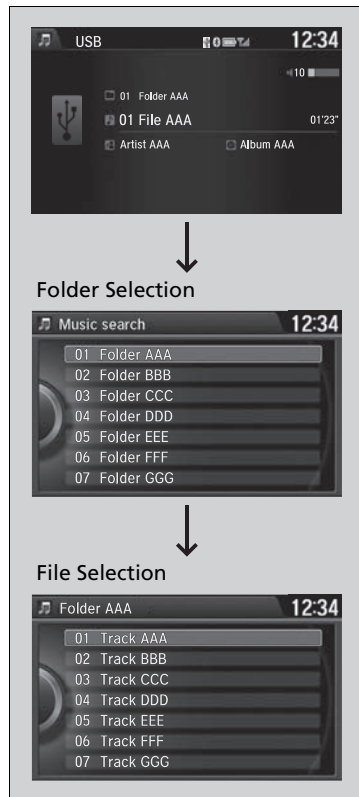 USB 12:34
10
01 Folder AAA
01 File AAA 01'23"
Artist AAA Album AAA
Folder Selection
Music search 12:34
01 Folder AAA
02 Folder BBB
03 Folder CCC
04 Folder DDD
05 Folder EEE
06 Folder FFF
07 Folder GGG
File Selection
Folder AAA 12:34
01 Track AAA
02 Track BBB
03 Track CCC
04 Track DDD
05 Track EEE
06 Track FFF
07 Track GGG